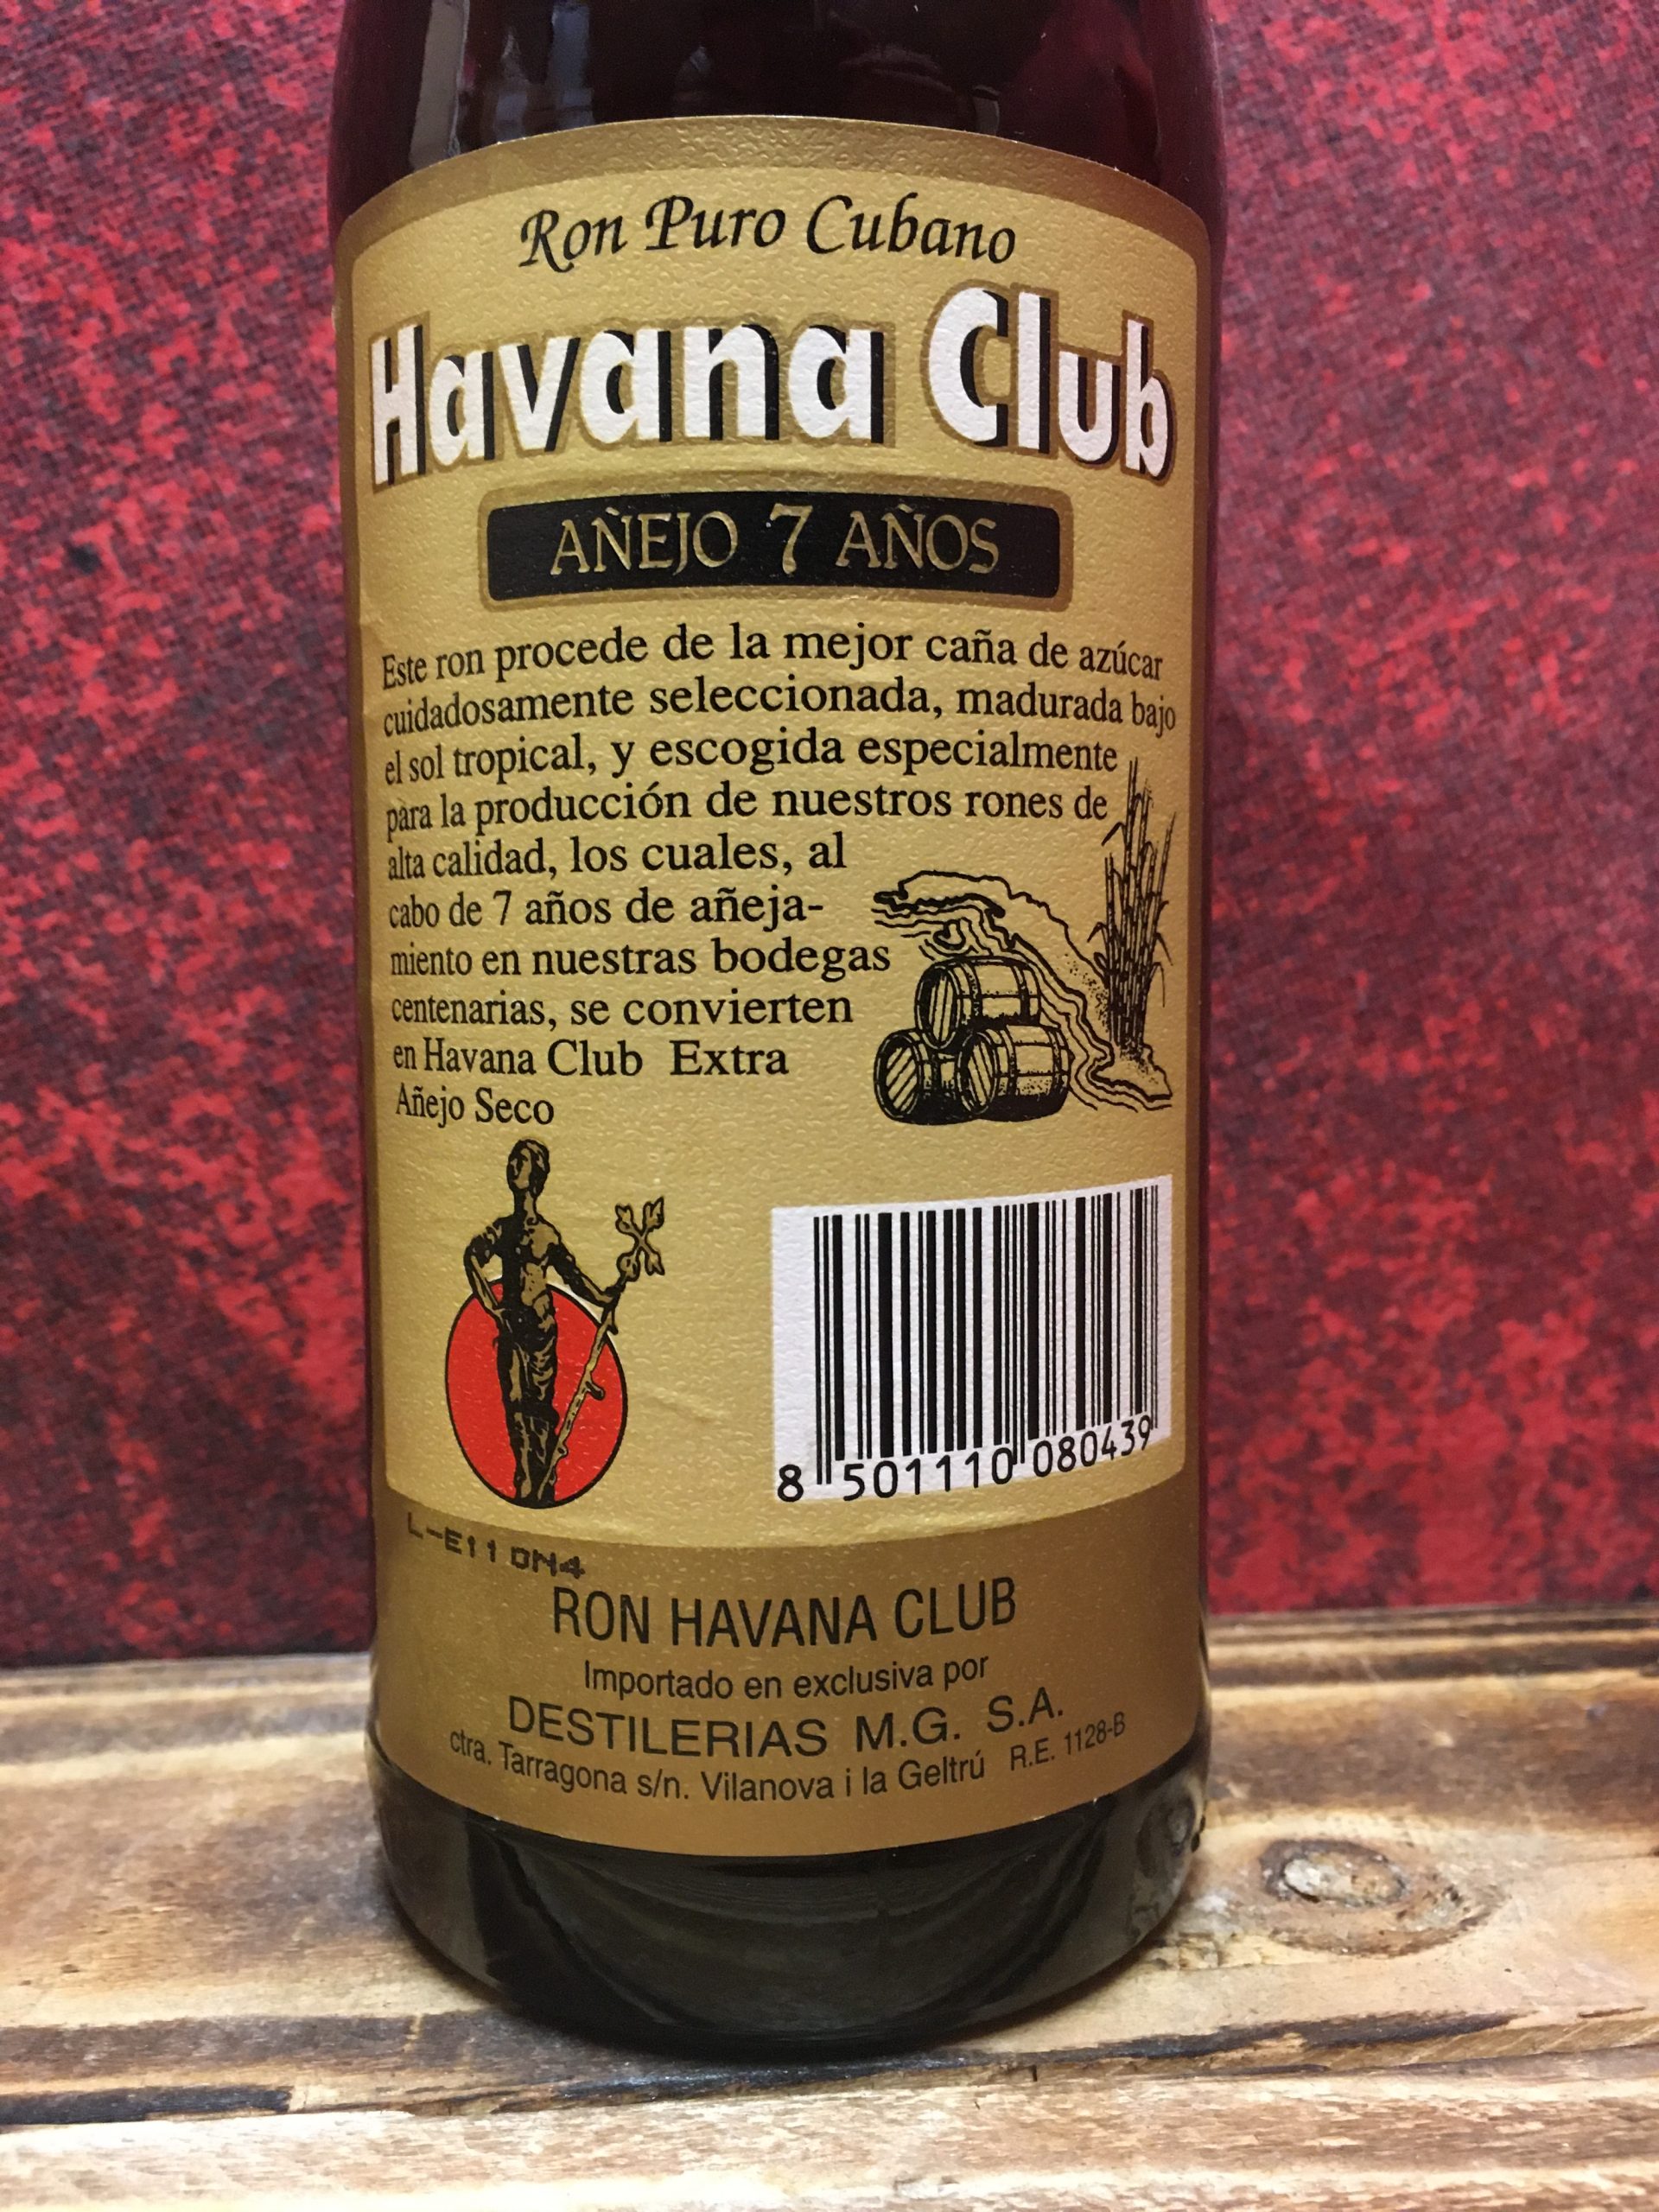 Ron Puro Cubano
Havana Club
AÑEJO 7 AÑOS
Este ron procede de la mejor caña de azúcar
cuidadosamente seleccionada, madurada bajo
el sol tropical, y escogida especialmente
para la producción de nuestros rones de
alta calidad, los cuales, al
cabo de 7 años de añeja-
miento en nuestras bodegas
centenarias, se convierten
en Havana Club Extra
Añejo Seco
8 501110 080439
L-E11 DN4
RON HAVANA CLUB
Importado en exclusiva por
DESTILERIAS M.G. S.A.
ctra. Tarragona s/n. Vilanova i la Geltrú R.E. 1128-B